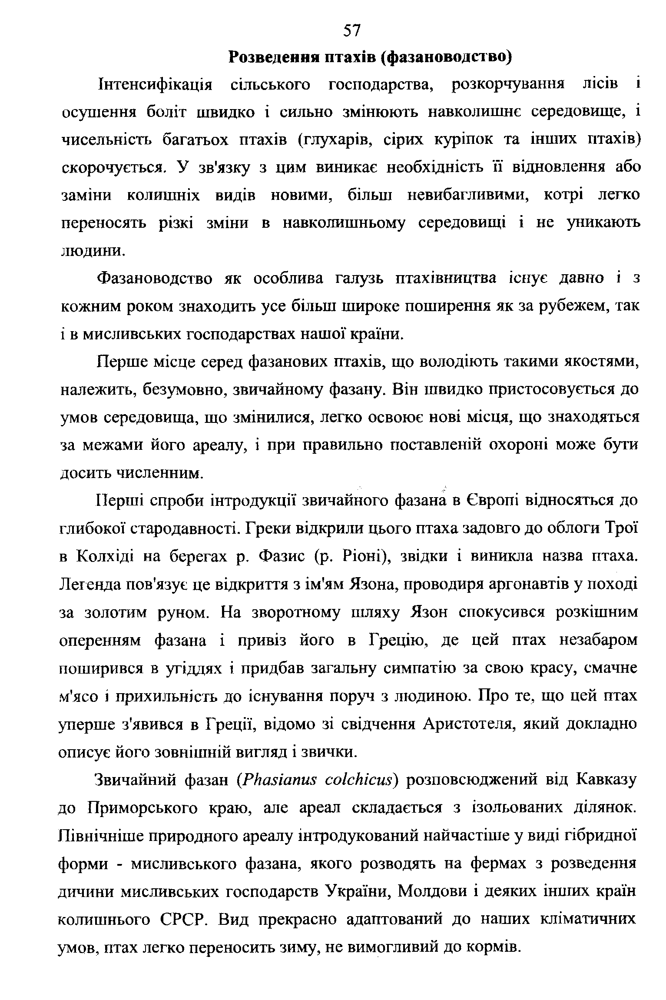 57
Розведення птахів (фазановодство)
Інтенсифікація сільського господарства, розкорчування лісів і
осушення боліт швидко і сильно змінюють навколишнє середовище, і
чисельність багатьох птахів (глухарів, сірих куріпок та інших птахів)
скорочується. У зв'язку з цим виникає необхідність її відновлення або
заміни колишніх видів новими, більш невибагливими, котрі легко
переносять різкі зміни в навколишньому середовищі і не уникають
людини.
Фазановодство як особлива галузь птахівництва існує давно і з
кожним роком знаходить усе більш широке поширення як за рубежем, так
і в мисливських господарствах нашої країни.
Перше місце серед фазанових птахів, що володіють такими якостями,
належить, безумовно, звичайному фазану. Він швидко пристосовується до
умов середовища, що змінилися, легко освоює нові місця, що знаходяться
за межами його ареалу, і при правильно поставленій охороні може бути
досить численним.
Перші спроби інтродукції звичайного фазана в Європі відносяться до
глибокої стародавності. Греки відкрили цього птаха задовго до облоги Трої
в Колхіді на берегах р. Фазис (р. Ріоні), звідки і виникла назва птаха.
Легенда пов'язує це відкриття з ім'ям Язона, проводиря аргонавтів у поході
за золотим руном. На зворотному шляху Язон спокусився розкішним
оперенням фазана і привіз його в Грецію, де цей птах незабаром
поширився в угіддях і придбав загальну симпатію за свою красу, смачне
м'ясо і прихильність до існування поруч з людиною. Про те, що цей птах
уперше з'явився в Греції, відомо зі свідчення Аристотеля, який докладно
описує його зовнішній вигляд і звички.
Звичайний фазан (Phasianus colchicus) розповсюджений від Кавказу
до Приморського краю, але ареал складається з ізольованих ділянок.
Північніше природного ареалу інтродукований найчастіше у виді гібридної
форми - мисливського фазана, якого розводять на фермах з розведення
дичини мисливських господарств України, Молдови і деяких інших країн
колишнього СРСР. Вид прекрасно адаптований до наших кліматичних
умов, птах легко переносить зиму, не вимогливий до кормів.